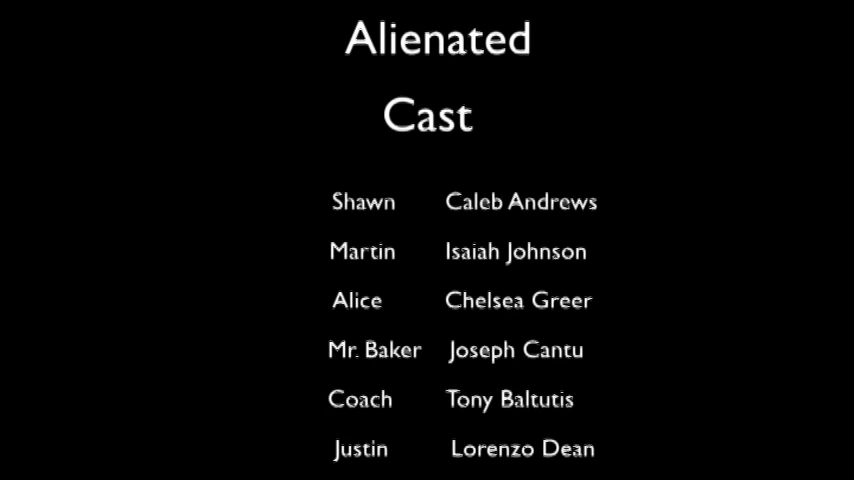 Alienated
Cast
Shawn Caleb Andrews
Martin Isaiah Johnson
Alice Chelsea Greer
Mr. Baker Joseph Cantu
Coach Tony Baltutis
Justin Lorenzo Dean